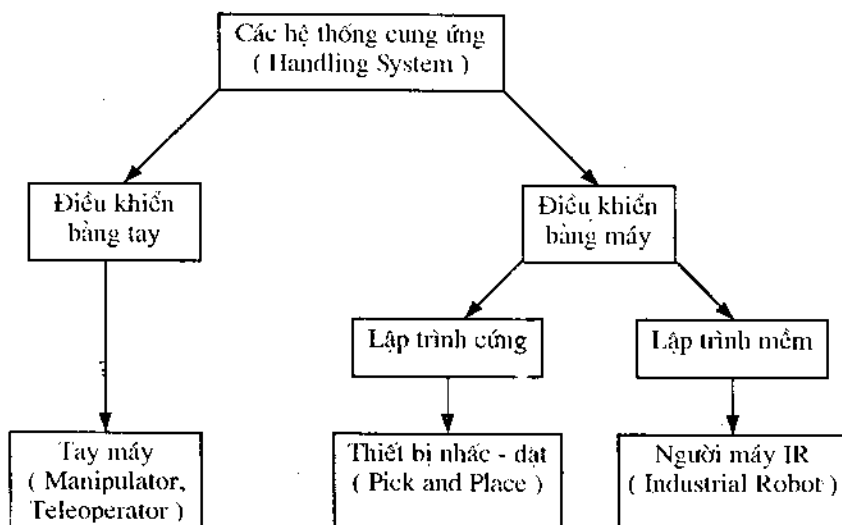 Các hệ thống cung ứng
( Handling System )
Điều khiển
bằng tay
Điều khiển
bằng máy
Lập trình cứng
Lập trình mềm
Tay máy
( Manipulator,
Teleoperator )
Thiết bị nhấc - đặt
( Pick and Place )
Người máy IR
( Industrial Robot )